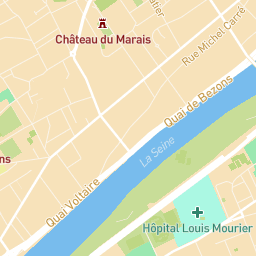 Château du Marais
Rue Michel Carré
Quai de Bezons
La Seine
Quai Voltaire
Hôpital Louis Mourier